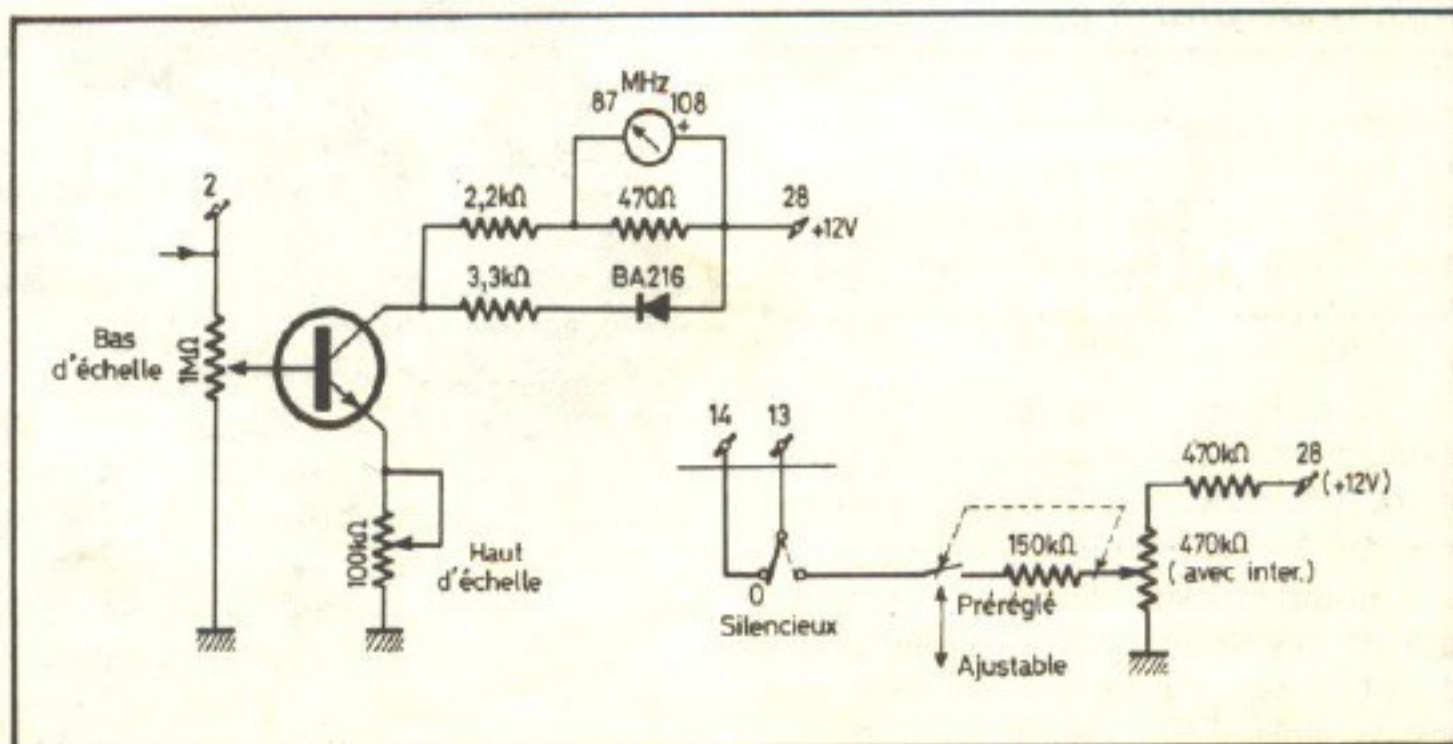 MHz
87 108
+
2
2,2kΩ 470Ω 28
+12V
3,3kΩ BA216
Bas
d'échelle
1MΩ
14 13
470kΩ 28
(+12V)
100kΩ
Haut
d'échelle
150kΩ
470kΩ
(avec inter.)
0
Silencieux
Préréglé
Ajustable